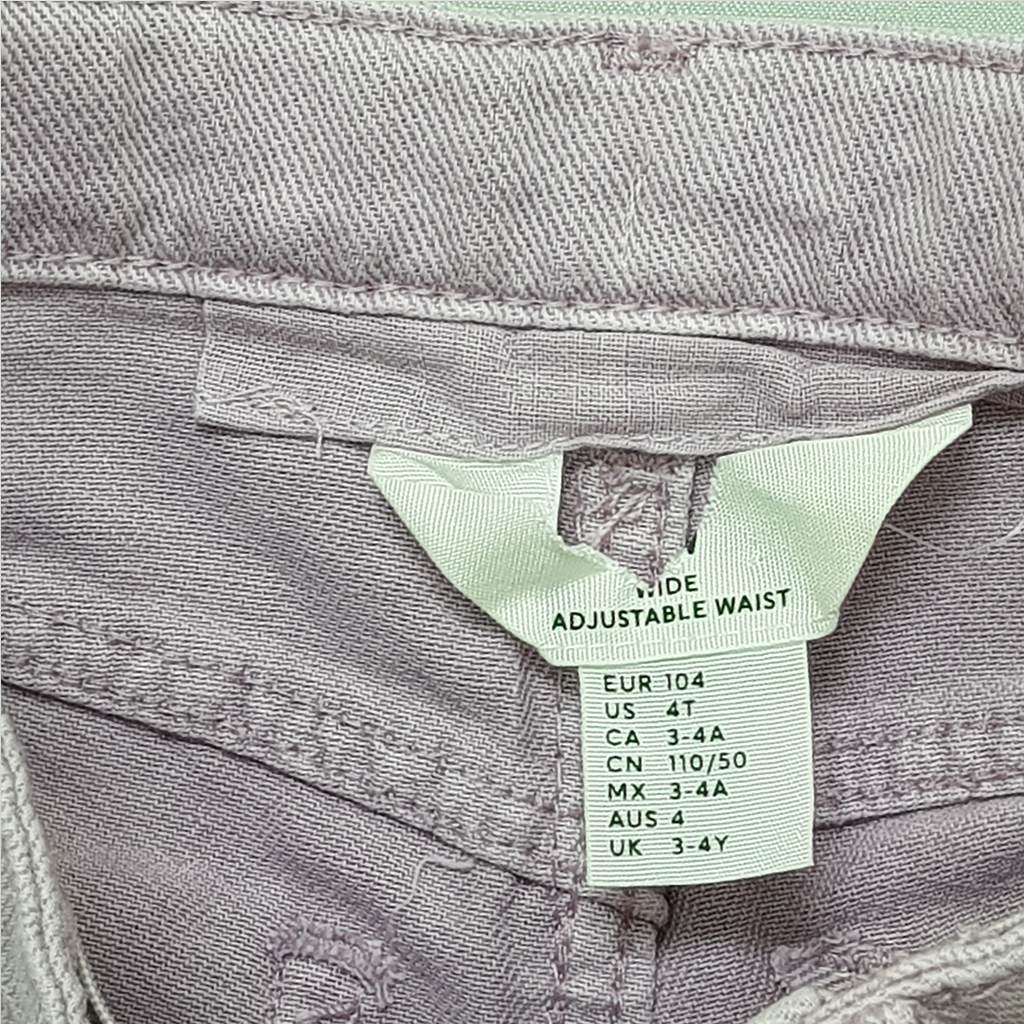 WIDE
ADJUSTABLE WAIST
EUR 104
US 4T
CA 3-4A
CN 110/50
MX 3-4A
AUS 4
UK 3-4Y